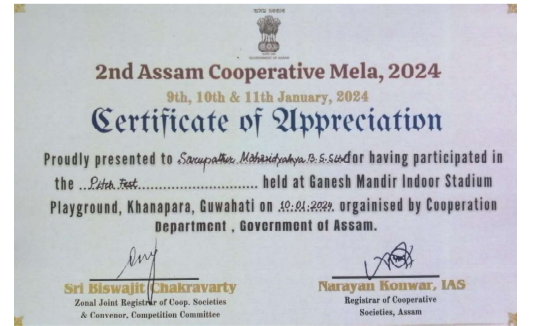 2nd Assam Cooperative Mela, 2024
9th, 10th & 11th January, 2024
Certificate of Appreciation
Proudly presented to Sarupathar Mahavidyalaya B.S.S Ltd for having participated in
the ...Pitch Fest............................... held at Ganesh Mandir Indoor Stadium
Playground, Khanapara, Guwahati on .10.01.2024. orgainised by Cooperation
Department , Government of Assam.
Sri Biswajit Chakravarty
Zonal Joint Registrar of Coop. Societies
& Convenor, Competition Committee
Narayan Konwar, IAS
Registrar of Cooperative
Societies, Assam